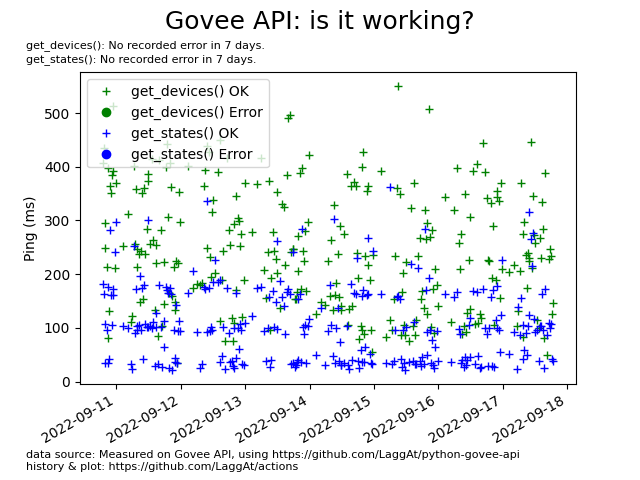 Govee API: is it working?
get_devices(): No recorded error in 7 days.
get_states(): No recorded error in 7 days.
get_devices() OK
get_devices() Error
get_states() OK
get_states() Error
Ping (ms)
500
400
300
200
100
0
2022-09-11
2022-09-12
2022-09-13
2022-09-14
2022-09-15
2022-09-16
2022-09-17
2022-09-18
data source: Measured on Govee API, using https://github.com/LaggAt/python-govee-api
history & plot: https://github.com/LaggAt/actions